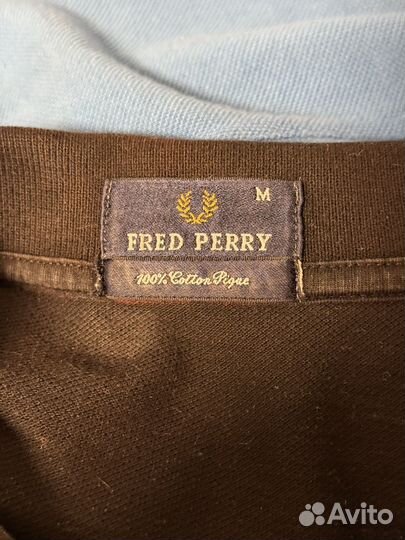 M
FRED PERRY
100% Cotton Pique
Avito